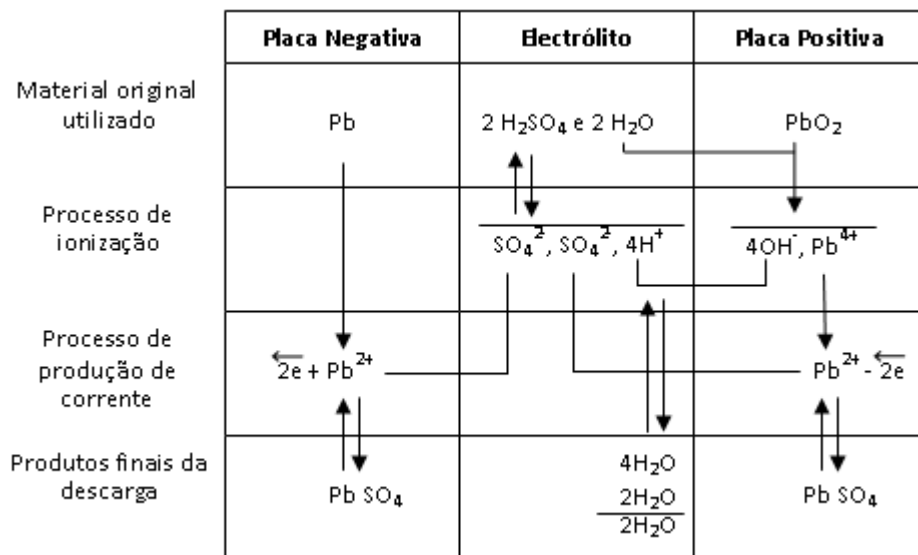 Placa Negativa Electrólito Placa Positiva
Material original utilizado Pb 2 H₂SO₄ e 2 H₂O PbO₂
Processo de ionização SO₄²⁻, SO₄²⁻, 4H⁺ 4OH⁻, Pb⁴⁺
Processo de produção de corrente 2e + Pb²⁺ Pb²⁺ - 2e
Produtos finais da descarga Pb SO₄ 4H₂O Pb SO₄
2H₂O
2H₂O